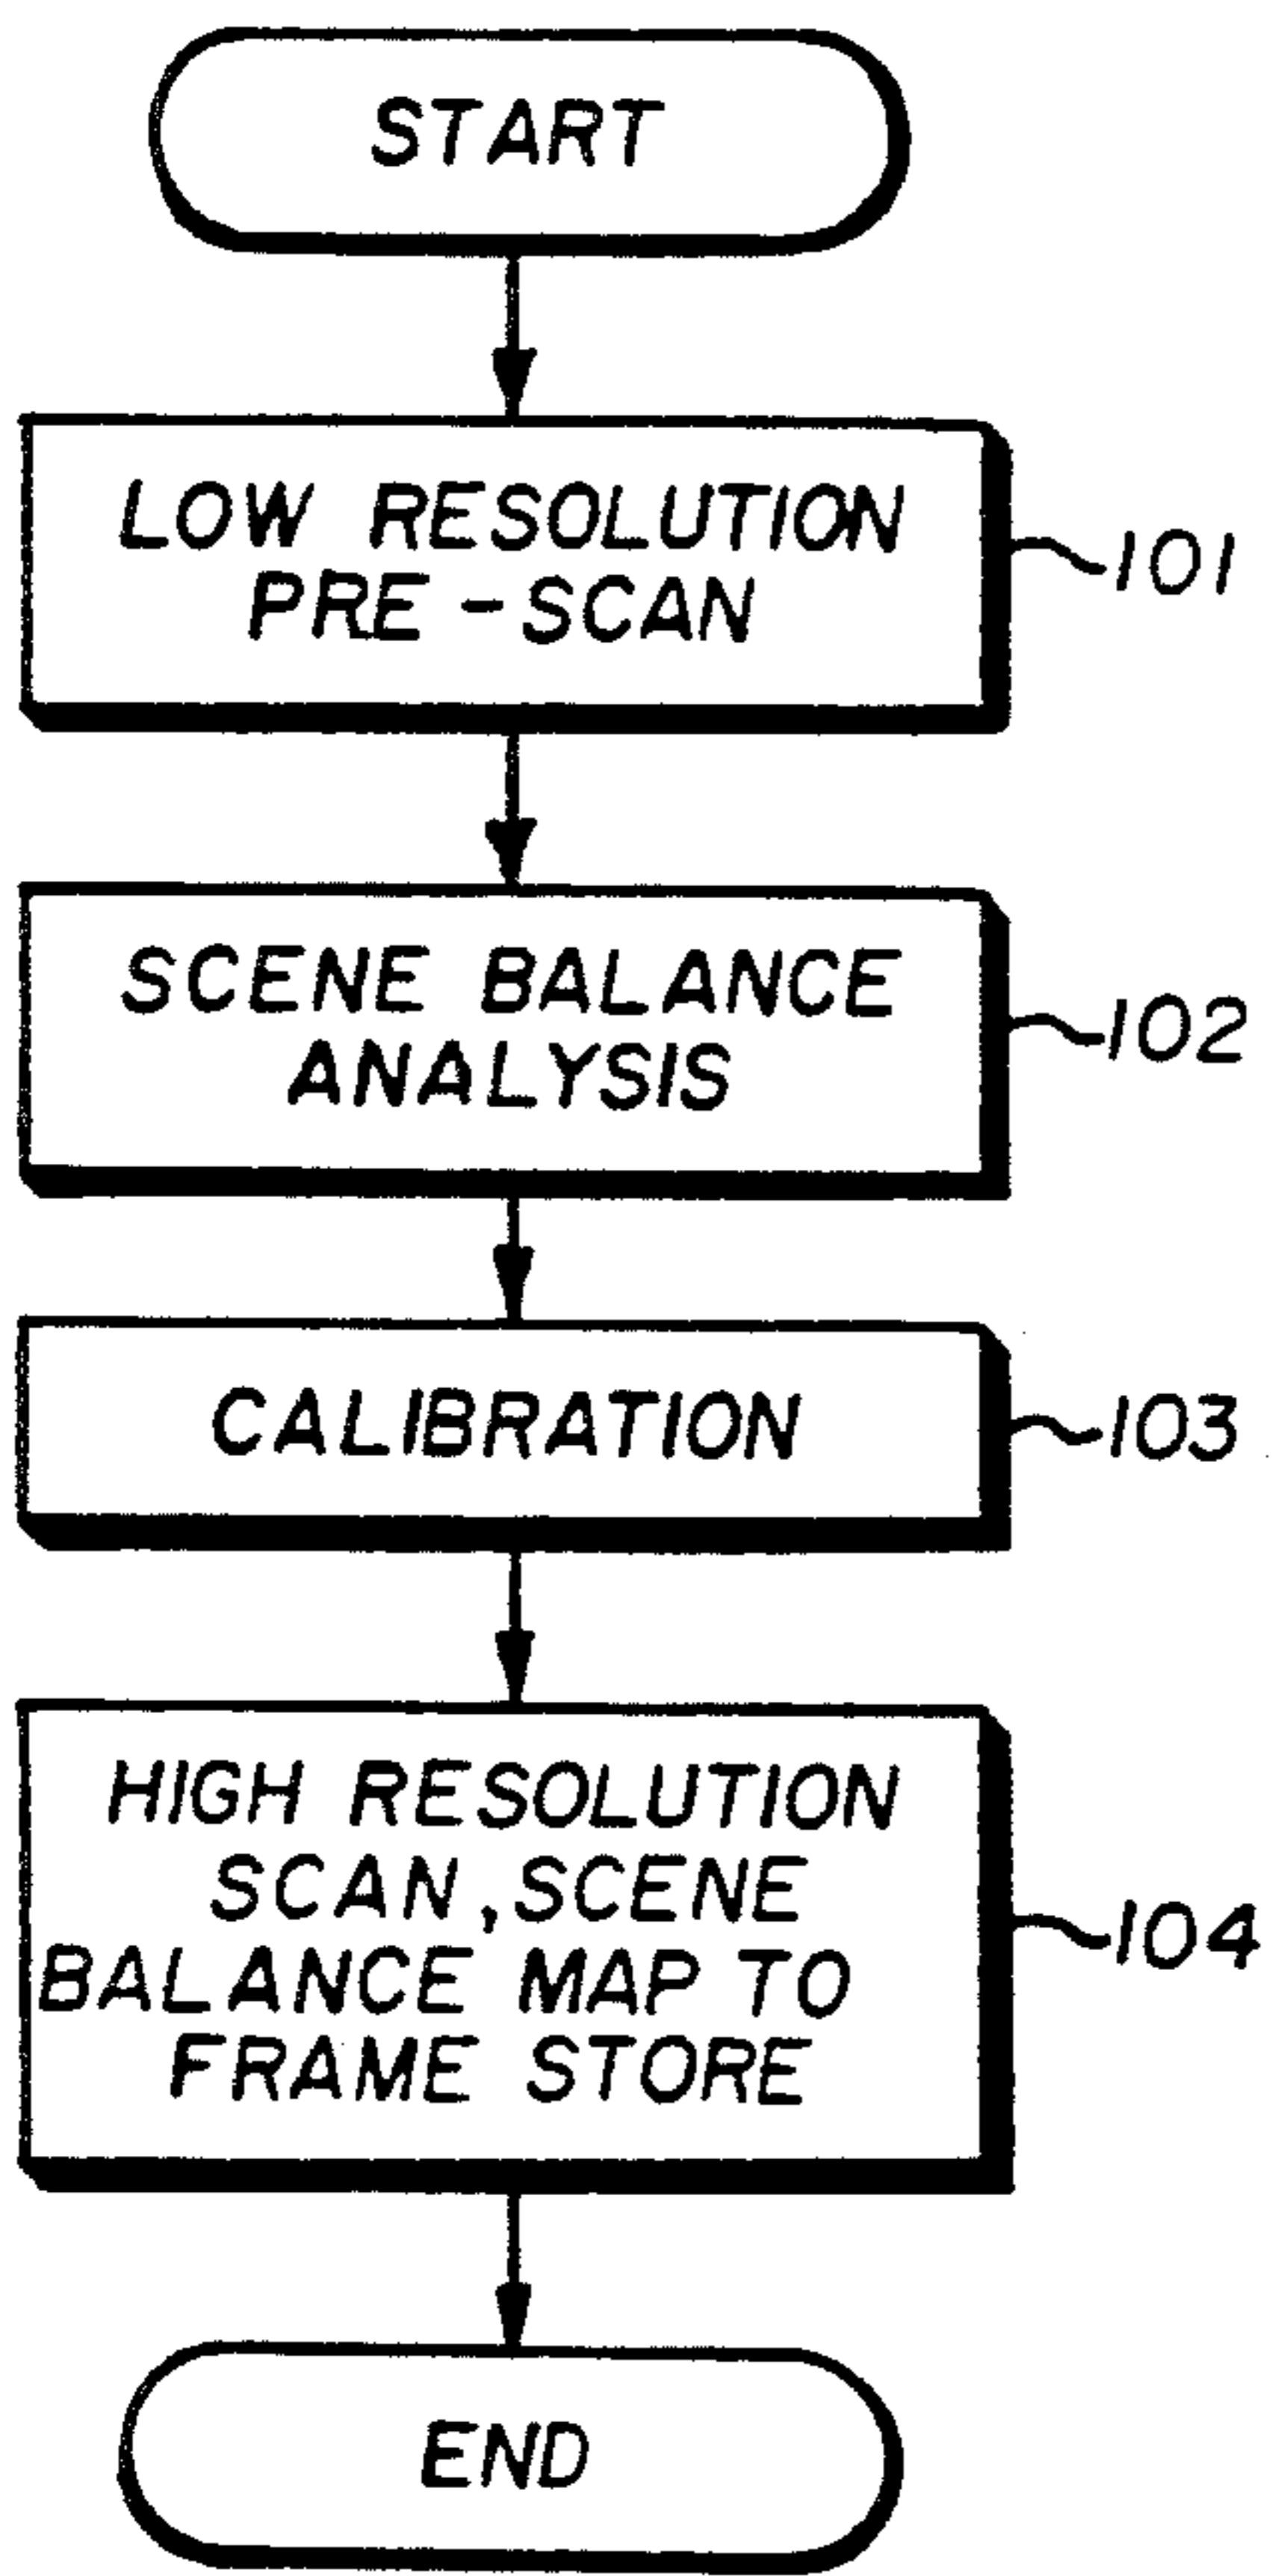 START
LOW RESOLUTION
PRE-SCAN
101
SCENE BALANCE
ANALYSIS
102
CALIBRATION
103
HIGH RESOLUTION
SCAN, SCENE
BALANCE MAP TO
FRAME STORE
104
END